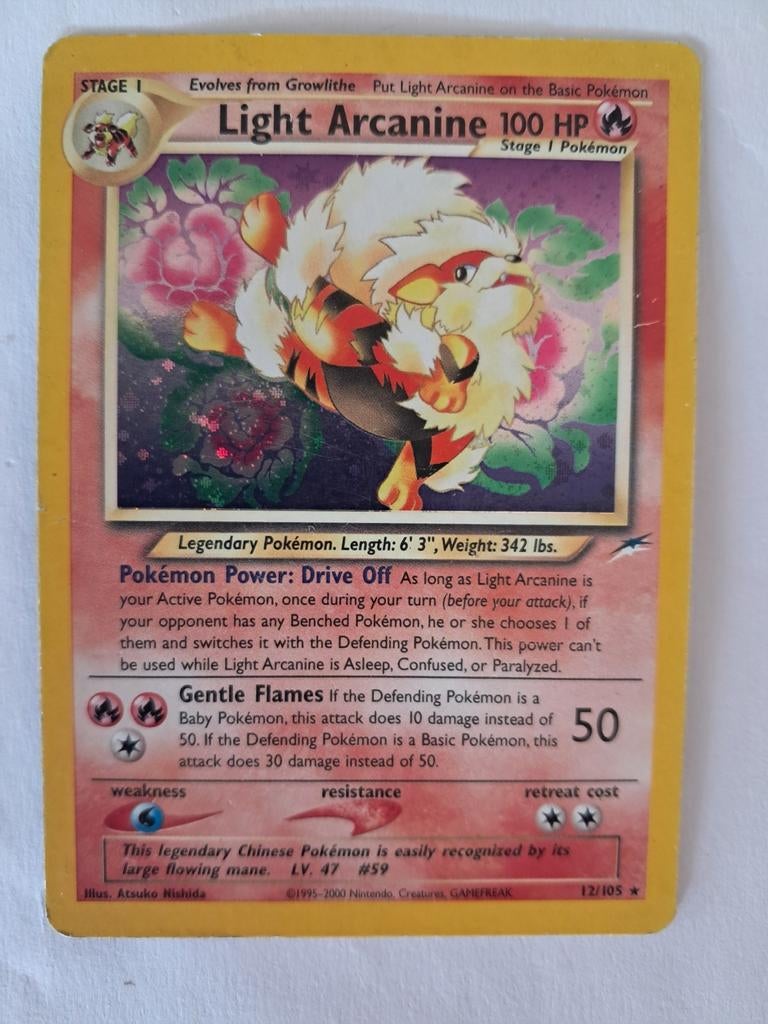 STAGE 1 Evolves from Growlithe Put Light Arcanine on the Basic Pokémon
Light Arcanine 100 HP
Stage 1 Pokémon
Legendary Pokémon. Length: 6' 3", Weight: 342 lbs.
Pokémon Power: Drive Off As long as Light Arcanine is
your Active Pokémon, once during your turn (before your attack), if
your opponent has any Benched Pokémon, he or she chooses 1 of
them and switches it with the Defending Pokémon. This power can't
be used while Light Arcanine is Asleep, Confused, or Paralyzed.
Gentle Flames If the Defending Pokémon is a
Baby Pokémon, this attack does 10 damage instead of
50. If the Defending Pokémon is a Basic Pokémon, this
attack does 30 damage instead of 50.
50
weakness resistance retreat cost
This legendary Chinese Pokémon is easily recognized by its
large flowing mane. LV. 47 #59
Illus. Atsuko Nishida ©1995-2000 Nintendo, Creatures, GAMEFREAK 12/105 ★